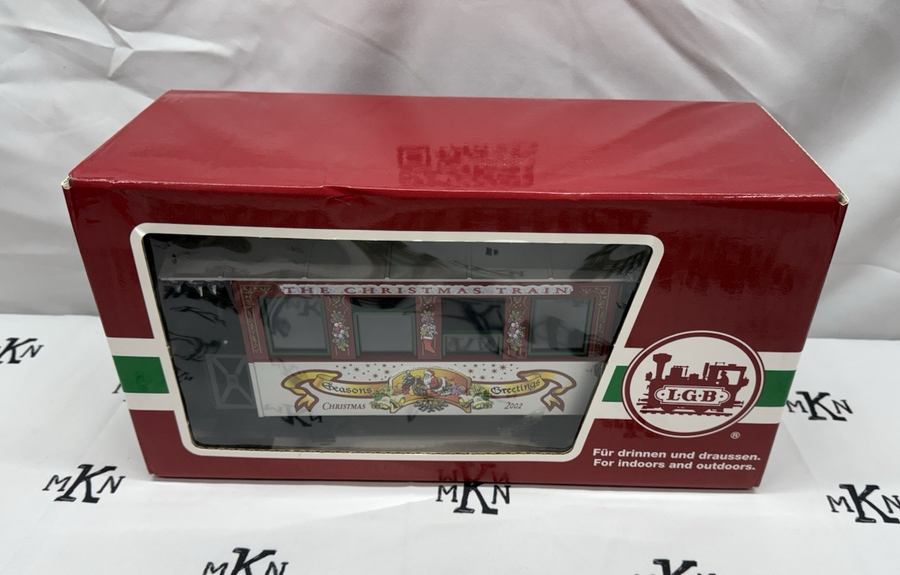 THE CHRISTMAS TRAIN
Seasons Greetings
CHRISTMAS 2002
LGB
®
Für drinnen und draussen.
For indoors and outdoors.
MKN
MKN
MKN
MKN
MKN
MKN